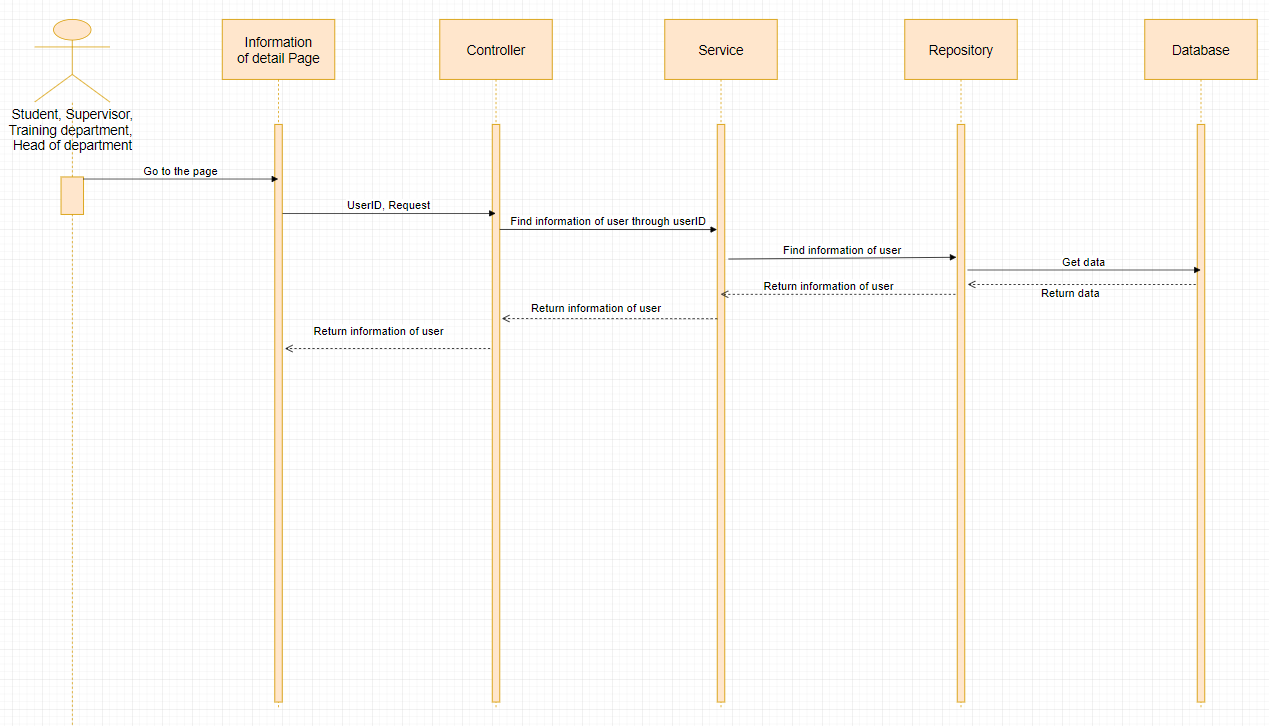 Information
of detail Page
Controller
Service
Repository
Database
Student, Supervisor,
Training department,
Head of department
Go to the page
UserID, Request
Find information of user through userID
Find information of user
Get data
Return information of user
Return data
Return information of user
Return information of user